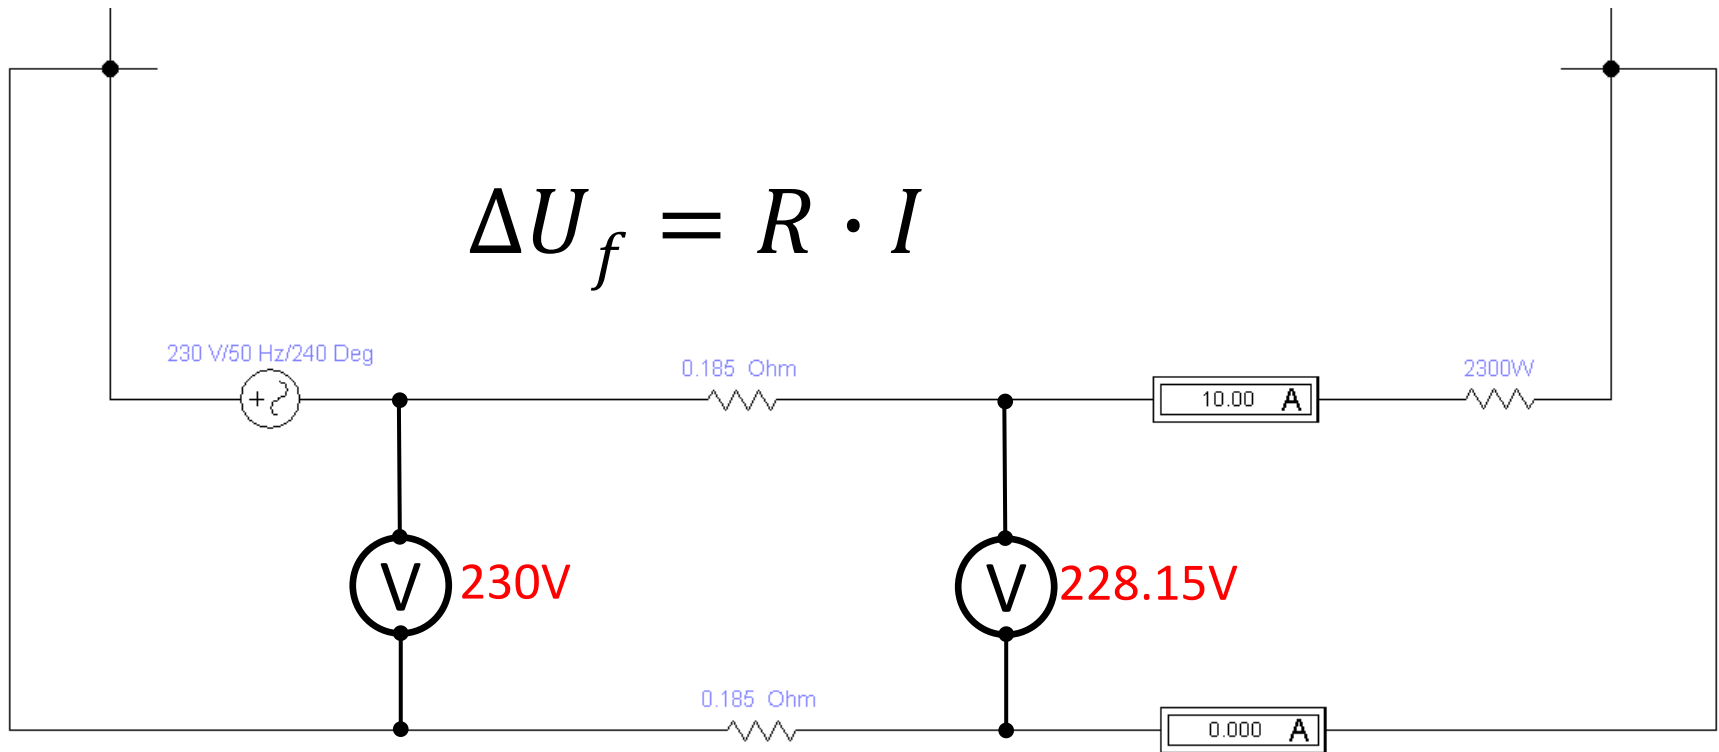 ΔU_f = R · I
230 V/50 Hz/240 Deg
0.185 Ohm
10.00 A
2300W
V 230V
V 228.15V
0.185 Ohm
0.000 A